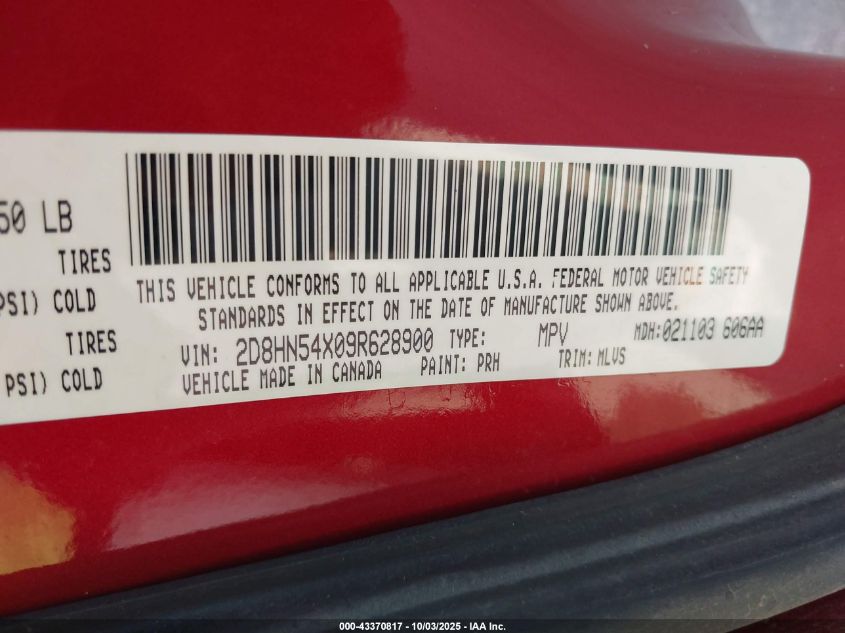 50 LB
TIRES
PSI) COLD
TIRES
PSI) COLD
THIS VEHICLE CONFORMS TO ALL APPLICABLE U.S.A. FEDERAL MOTOR VEHICLE SAFETY
STANDARDS IN EFFECT ON THE DATE OF MANUFACTURE SHOWN ABOVE.
VIN: 2D8HN54X09R628900 TYPE: MPV MDH:021103 606AA
VEHICLE MADE IN CANADA PAINT: PRH TRIM: MLVS
000-43370817 - 10/03/2025 - IAA Inc.